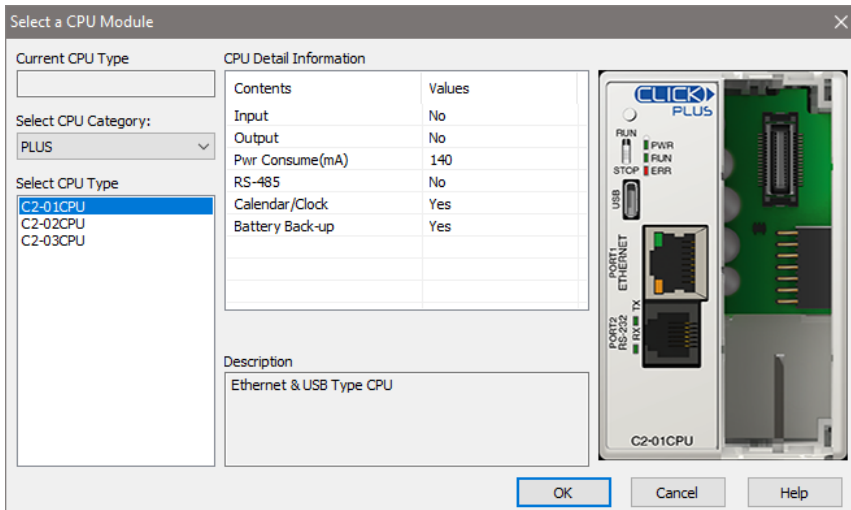 Select a CPU Module
Current CPU Type
Select CPU Category:
PLUS
Select CPU Type
C2-01CPU
C2-02CPU
C2-03CPU
CPU Detail Information
Contents Values
Input No
Output No
Pwr Consume(mA) 140
RS-485 No
Calendar/Clock Yes
Battery Back-up Yes
Description
Ethernet & USB Type CPU
CLICK
PLUS
RUN
STOP
PWR
RUN
ERR
USB
PORT1
ETHERNET
PORT2
RS-232
RX TX
C2-01CPU
OK Cancel Help